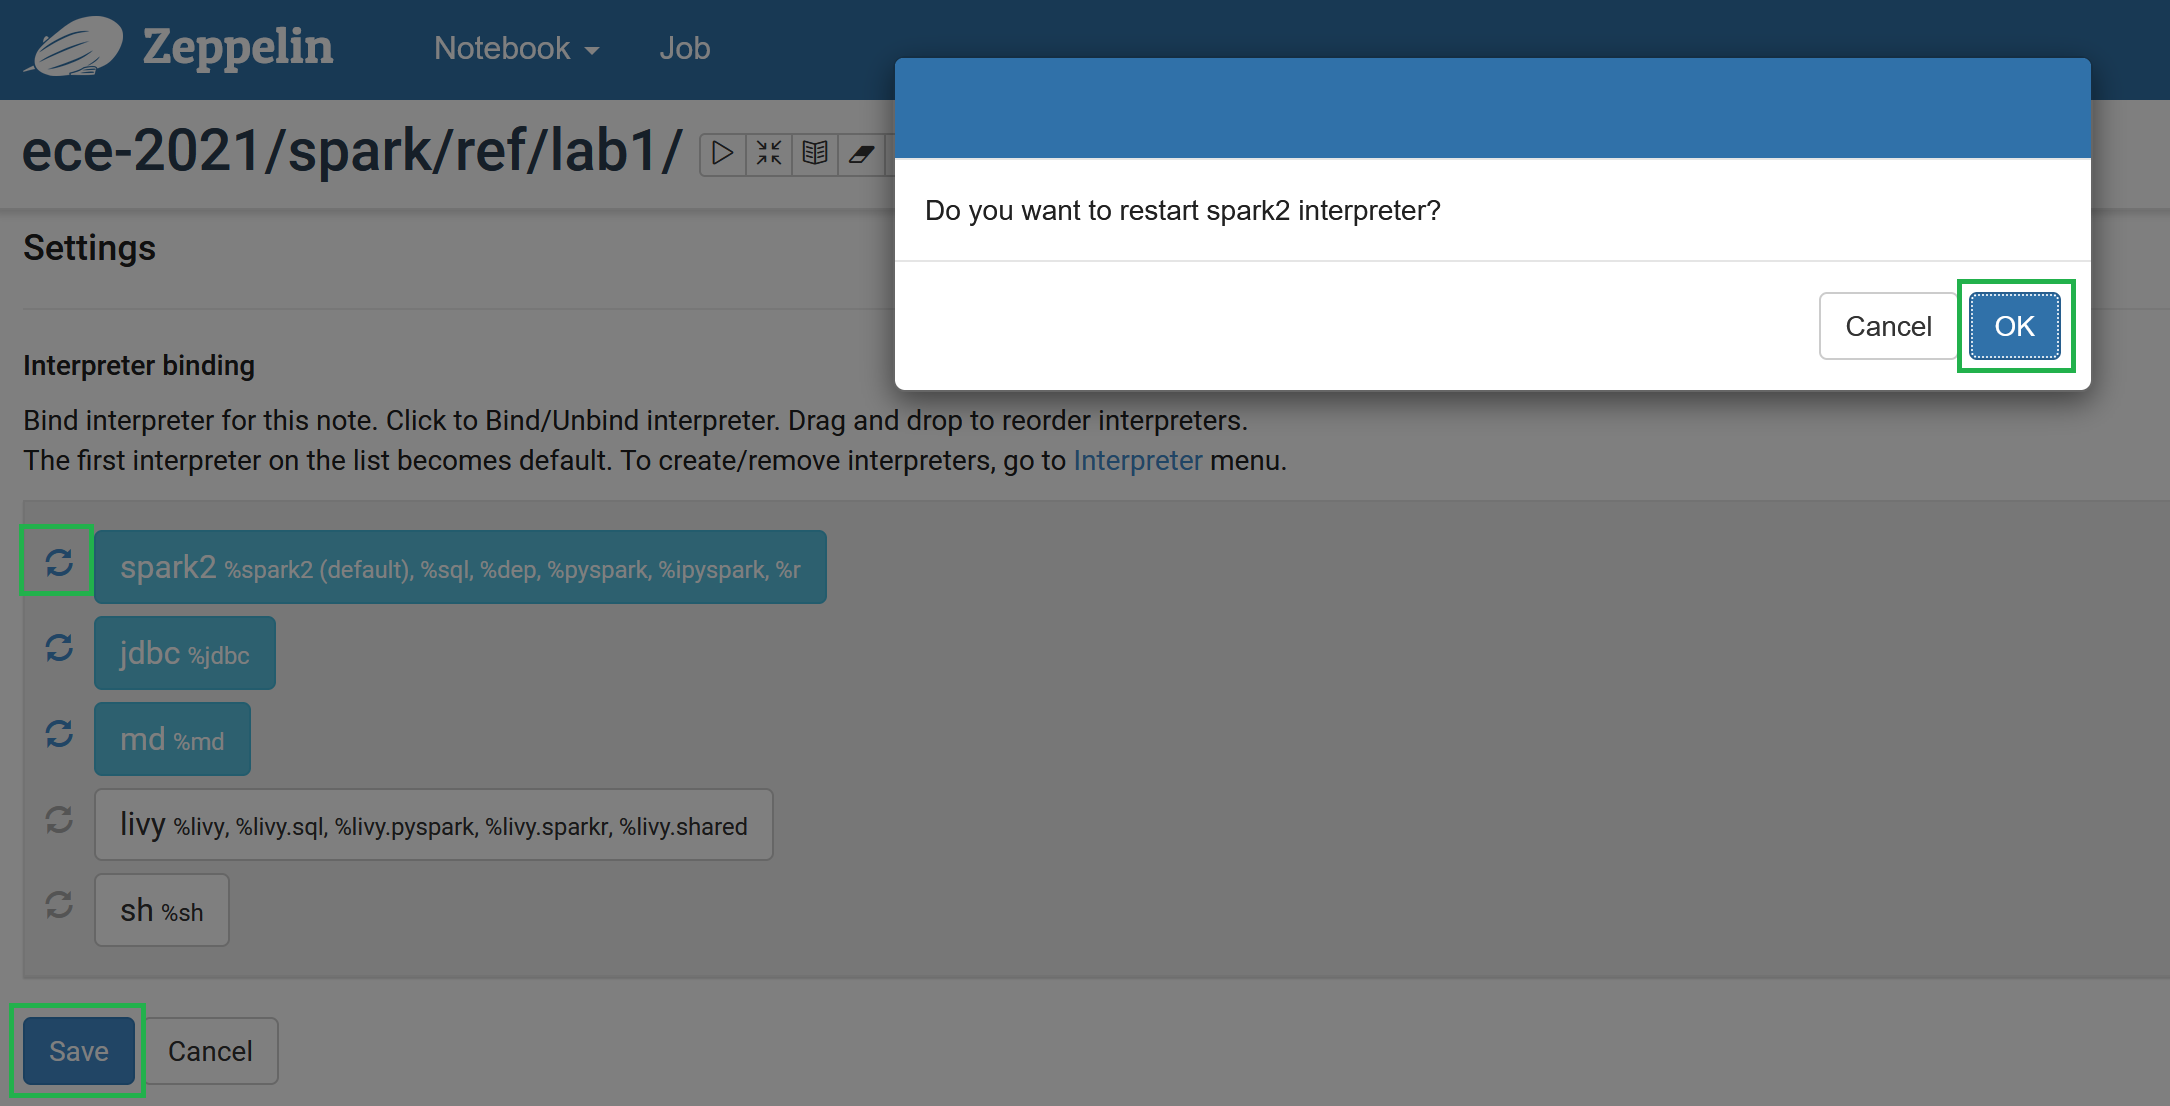 Zeppelin Notebook Job
ece-2021/spark/ref/lab1/
Do you want to restart spark2 interpreter?
Cancel OK
Settings
Interpreter binding
Bind interpreter for this note. Click to Bind/Unbind interpreter. Drag and drop to reorder interpreters.
The first interpreter on the list becomes default. To create/remove interpreters, go to Interpreter menu.
spark2 %spark2 (default), %sql, %dep, %pyspark, %ipyspark, %r
jdbc %jdbc
md %md
livy %livy, %livy.sql, %livy.pyspark, %livy.sparkr, %livy.shared
sh %sh
Save Cancel